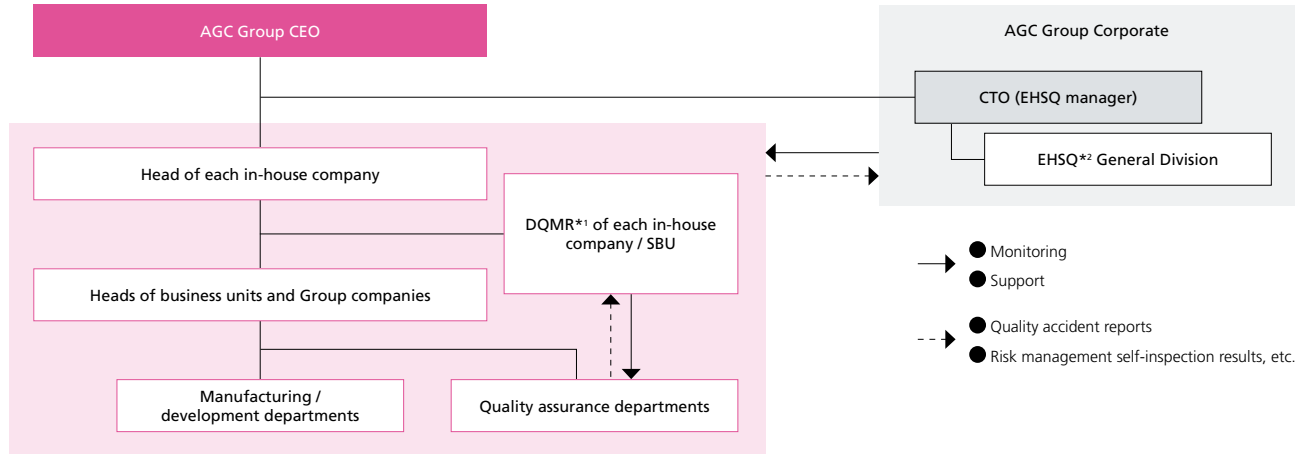 AGC Group CEO
AGC Group Corporate
CTO (EHSQ manager)
EHSQ*2 General Division
Head of each in-house company
DQMR*1 of each in-house
company / SBU
Heads of business units and Group companies
Manufacturing /
development departments
Quality assurance departments
● Monitoring
● Support
● Quality accident reports
● Risk management self-inspection results, etc.